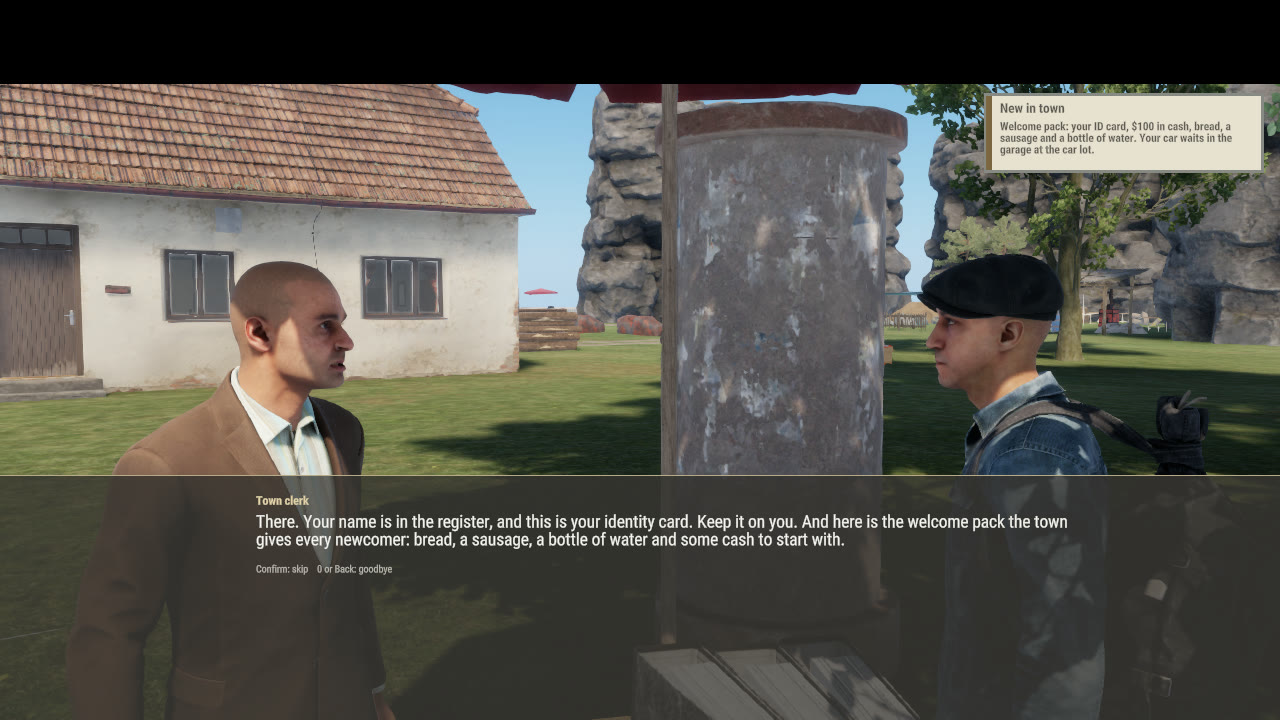 New in town
Welcome pack: your ID card, $100 in cash, bread, a
sausage and a bottle of water. Your car waits in the
garage at the car lot.
Town clerk
There. Your name is in the register, and this is your identity card. Keep it on you. And here is the welcome pack the town
gives every newcomer: bread, a sausage, a bottle of water and some cash to start with.
Confirm: skip 0 or Back: goodbye